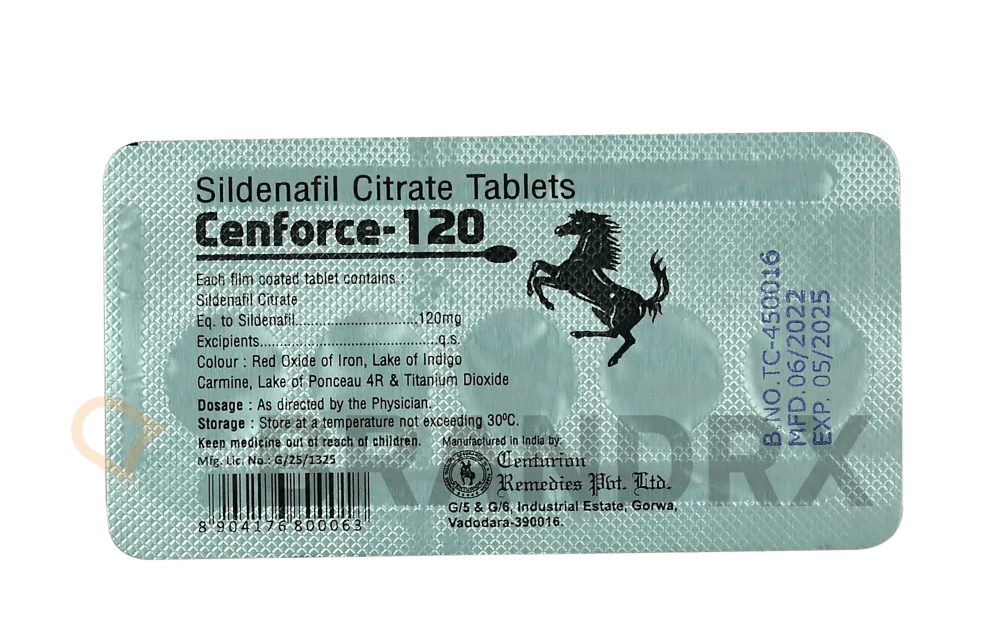 Sildenafil Citrate Tablets
Cenforce-120
Each film coated tablet contains :
Sildenafil Citrate
Eq. to Sildenafil..............................120mg
Excipients...........................................q.s.
Colour : Red Oxide of Iron, Lake of Indigo
Carmine, Lake of Ponceau 4R & Titanium Dioxide
Dosage : As directed by the Physician.
Storage : Store at a temperature not exceeding 30ºC.
Keep medicine out of reach of children.
Mfg. Lic. No.: G/25/1325
8 904176 800063
Manufactured in India by:
Centurion
Remedies Pvt. Ltd.
G/5 & G/6, Industrial Estate, Gorwa,
Vadodara-390016.
B.NO.TC-450016
MFD.06/2022
EXP. 05/2025